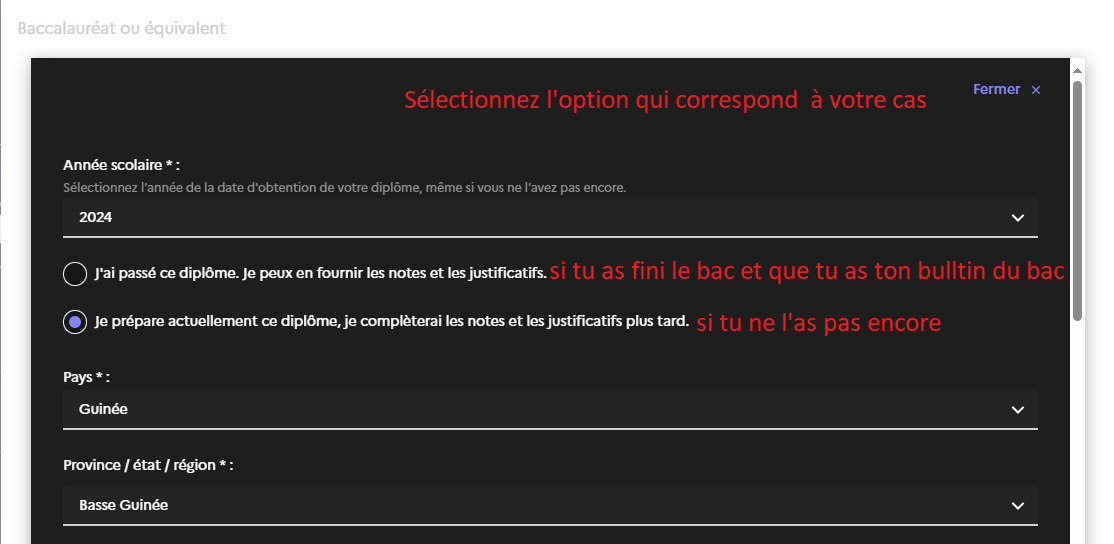 Baccalauréat ou équivalent
Sélectionnez l'option qui correspond à votre cas
Fermer ×
Année scolaire * :
Sélectionnez l'année de la date d'obtention de votre diplôme, même si vous ne l'avez pas encore.
2024
J'ai passé ce diplôme. Je peux en fournir les notes et les justificatifs. si tu as fini le bac et que tu as ton bulltin du bac
Je prépare actuellement ce diplôme, je complèterai les notes et les justificatifs plus tard. si tu ne l'as pas encore
Pays * :
Guinée
Province / état / région * :
Basse Guinée